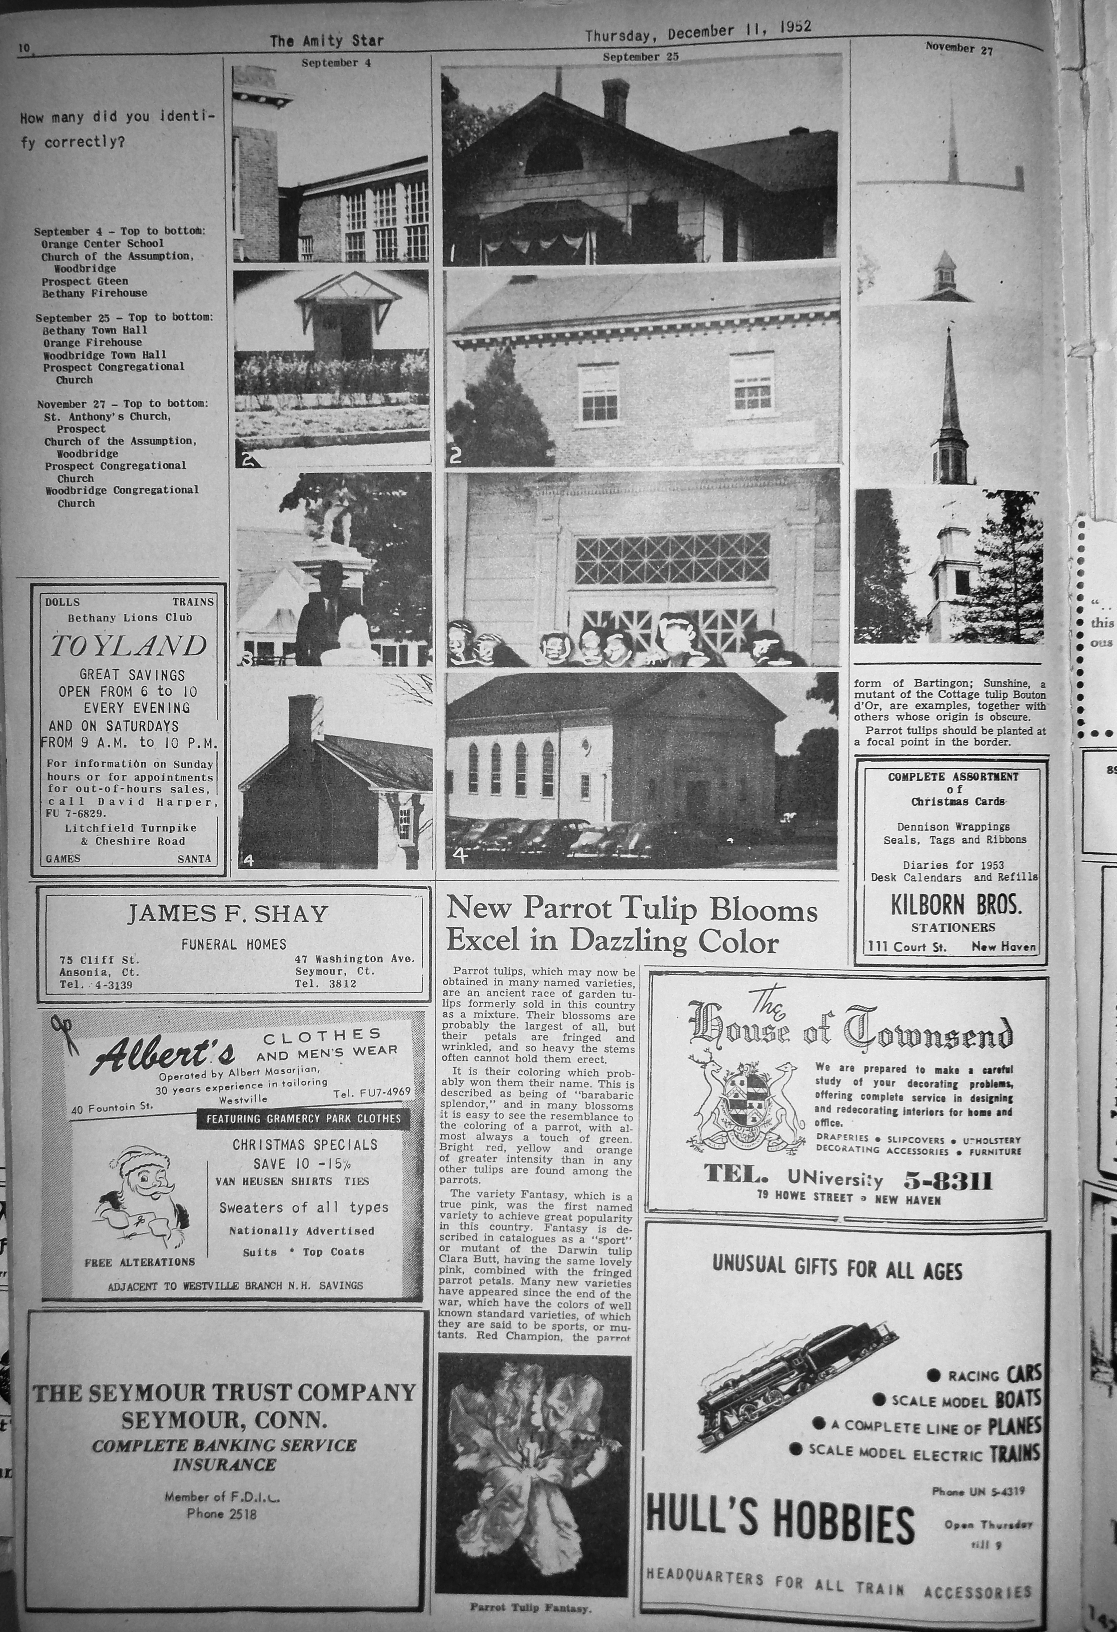 10
The Amity Star
Thursday, December 11, 1952
How many did you identi-
fy correctly?
September 4 - Top to bottom:
Orange Center School
Church of the Assumption,
Woodbridge
Prospect Gteen
Bethany Firehouse
September 25 - Top to bottom:
Bethany Town Hall
Orange Firehouse
Woodbridge Town Hall
Prospect Congregational
Church
November 27 - Top to bottom:
St. Anthony's Church,
Prospect
Church of the Assumption,
Woodbridge
Prospect Congregational
Church
Woodbridge Congregational
Church
September 4
2
3
4
September 25
1
2
4
November 27
DOLLS TRAINS
Bethany Lions Club
TOYLAND
GREAT SAVINGS
OPEN FROM 6 to 10
EVERY EVENING
AND ON SATURDAYS
FROM 9 A.M. to 10 P.M.
For information on Sunday
hours or for appointments
for out-of-hours sales,
call David Harper,
FU 7-6829.
Litchfield Turnpike
& Cheshire Road
GAMES SANTA
JAMES F. SHAY
FUNERAL HOMES
75 Cliff St. 47 Washington Ave.
Ansonia, Ct. Seymour, Ct.
Tel. 4-3139 Tel. 3812
Albert's CLOTHES
AND MEN'S WEAR
Operated by Albert Masarjian,
30 years experience in tailoring
40 Fountain St. Westville Tel. FU7-4969
FEATURING GRAMERCY PARK CLOTHES
CHRISTMAS SPECIALS
SAVE 10 -15%
VAN HEUSEN SHIRTS TIES
Sweaters of all types
Nationally Advertised
Suits * Top Coats
FREE ALTERATIONS
ADJACENT TO WESTVILLE BRANCH N.H. SAVINGS
THE SEYMOUR TRUST COMPANY
SEYMOUR, CONN.
COMPLETE BANKING SERVICE
INSURANCE
Member of F.D.I.C.
Phone 2518
New Parrot Tulip Blooms
Excel in Dazzling Color
Parrot tulips, which may now be
obtained in many named varieties,
are an ancient race of garden tu-
lips formerly sold in this country
as a mixture. Their blossoms are
probably the largest of all, but
their petals are fringed and
wrinkled, and so heavy the stems
often cannot hold them erect.
It is their coloring which prob-
ably won them their name. This is
described as being of "barabaric
splendor," and in many blossoms
it is easy to see the resemblance to
the coloring of a parrot, with al-
most always a touch of green.
Bright red, yellow and orange
of greater intensity than in any
other tulips are found among the
parrots.
The variety Fantasy, which is a
true pink, was the first named
variety to achieve great popularity
in this country. Fantasy is de-
scribed in catalogues as a "sport"
or mutant of the Darwin tulip
Clara Butt, having the same lovely
pink, combined with the fringed
parrot petals. Many new varieties
have appeared since the end of the
war, which have the colors of well
known standard varieties, of which
they are said to be sports, or mu-
tants. Red Champion, the parrot
Parrot Tulip Fantasy.
form of Bartingon; Sunshine, a
mutant of the Cottage tulip Bouton
d'Or, are examples, together with
others whose origin is obscure.
Parrot tulips should be planted at
a focal point in the border.
COMPLETE ASSORTMENT
of
Christmas Cards
Dennison Wrappings
Seals, Tags and Ribbons
Diaries for 1953
Desk Calendars and Refills
KILBORN BROS.
STATIONERS
111 Court St. New Haven
The
House of Townsend
We are prepared to make a careful
study of your decorating problems,
offering complete service in designing
and redecorating interiors for home and
office.
DRAPERIES • SLIPCOVERS • UPHOLSTERY
DECORATING ACCESSORIES • FURNITURE
TEL. UNiversity 5-8311
79 HOWE STREET • NEW HAVEN
UNUSUAL GIFTS FOR ALL AGES
● RACING CARS
● SCALE MODEL BOATS
● A COMPLETE LINE OF PLANES
● SCALE MODEL ELECTRIC TRAINS
Phone UN 5-4319
HULL'S HOBBIES
Open Thursday
till 9
HEADQUARTERS FOR ALL TRAIN ACCESSORIES
this
ous